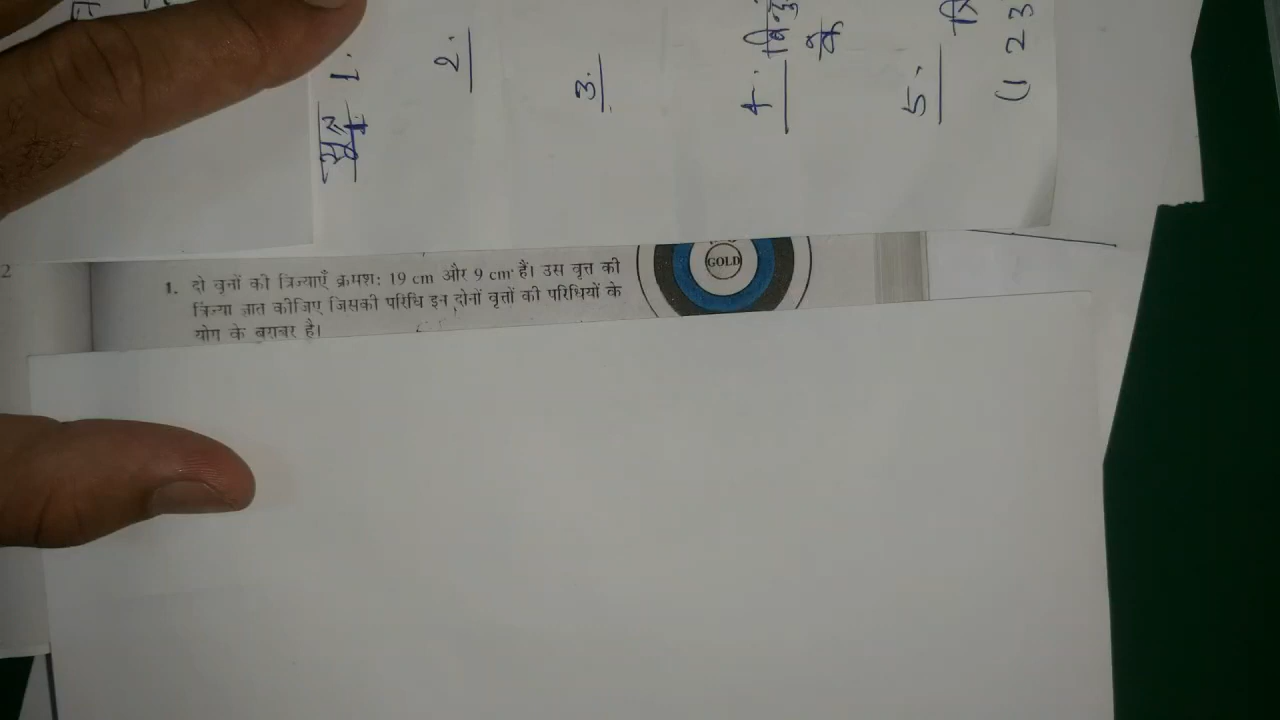 1. दो वृत्तों की त्रिज्याएँ क्रमश: 19 cm और 9 cm हैं। उस वृत्त की
त्रिज्या ज्ञात कीजिए जिसकी परिधि इन दोनों वृत्तों की परिधियों के
योग के बराबर है।
GOLD
2
1.
2.
3.
4.
5.
(1 2 3